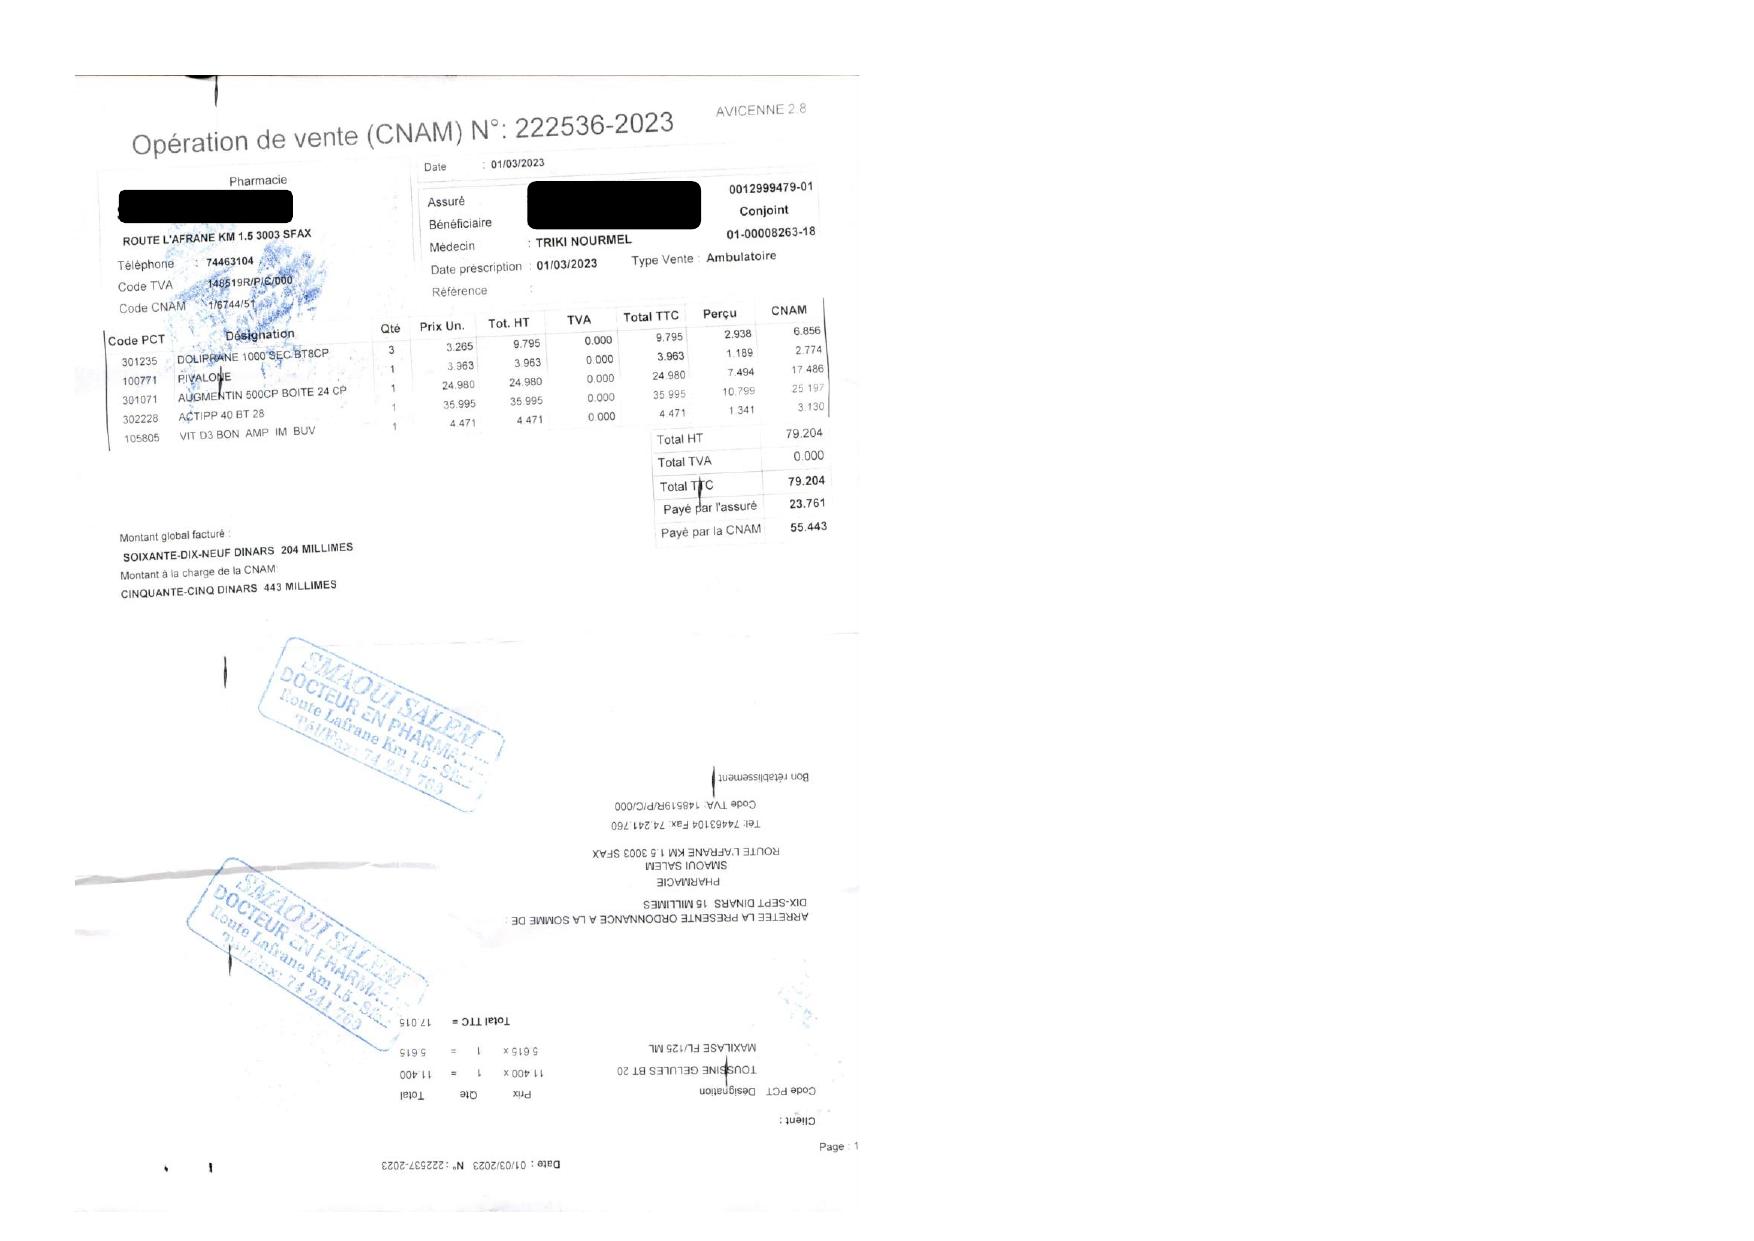 AVICENNE 2.8
Opération de vente (CNAM) N°: 222536-2023
Date : 01/03/2023
Pharmacie
ROUTE L'AFRANE KM 1.5 3003 SFAX
Téléphone : 74463104
Code TVA 148519R/P/C/000
Code CNAM 1/6744/51
Assuré 0012999479-01
Bénéficiaire Conjoint
Médecin : TRIKI NOURMEL 01-00008263-18
Date préscription : 01/03/2023 Type Vente : Ambulatoire
Référence :
Code PCT Désignation Qté Prix Un. Tot. HT TVA Total TTC Perçu CNAM
301235 DOLIPRANE 1000 SEC BT8CP 3 3.265 9.795 0.000 9.795 2.938 6.856
100771 PIVALONE 1 3.963 3.963 0.000 3.963 1.189 2.774
301071 AUGMENTIN 500CP BOITE 24 CP 1 24.980 24.980 0.000 24.980 7.494 17.486
302228 ACTIPP 40 BT 28 1 35.995 35.995 0.000 35.995 10.799 25.197
105805 VIT D3 BON AMP IM BUV 1 4.471 4.471 0.000 4.471 1.341 3.130
Total HT 79.204
Total TVA 0.000
Total TTC 79.204
Payé par l'assuré 23.761
Payé par la CNAM 55.443
Montant global facturé :
SOIXANTE-DIX-NEUF DINARS 204 MILLIMES
Montant à la charge de la CNAM
CINQUANTE-CINQ DINARS 443 MILLIMES
SMAOUI SALEM
DOCTEUR EN
Route Lafrane Km 1.5 -
Tél/Fax: 74 241 760
Date : 01/03/2023 N° : 222537-2023
Page : 1
Client :
Code PCT Désignation Prix Qte Total
TOUSSINE GELULES BT 20 11.400 x 1 = 11.400
MAXILASE FL/125 ML 5.615 x 1 = 5.615
Total TTC = 17.015
ARRETEE LA PRESENTE ORDONNANCE A LA SOMME DE :
DIX-SEPT DINARS 15 MILLIMES
PHARMACIE
SMAOUI SALEM
ROUTE L'AFRANE KM 1.5 3003 SFAX
Tél: 74463104 Fax: 74.241.760
Code TVA: 148519R/P/C/000
Bon rétablissement
SMAOUI SALEM
DOCTEUR EN
Route Lafrane Km 1.5 -
Tél/Fax: 74 241 760